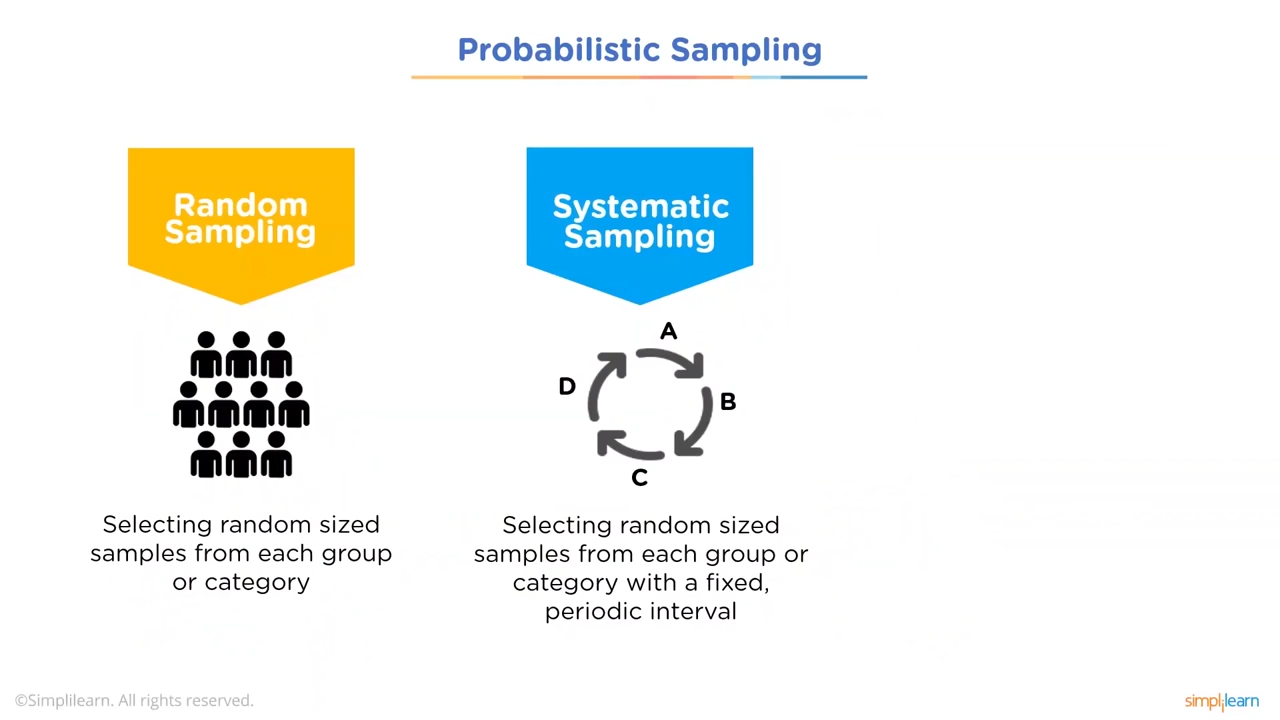 Probabilistic Sampling
Random
Sampling
Selecting random sized
samples from each group
or category
Systematic
Sampling
A
B
C
D
Selecting random sized
samples from each group or
category with a fixed,
periodic interval
©Simplilearn. All rights reserved.
simplilearn